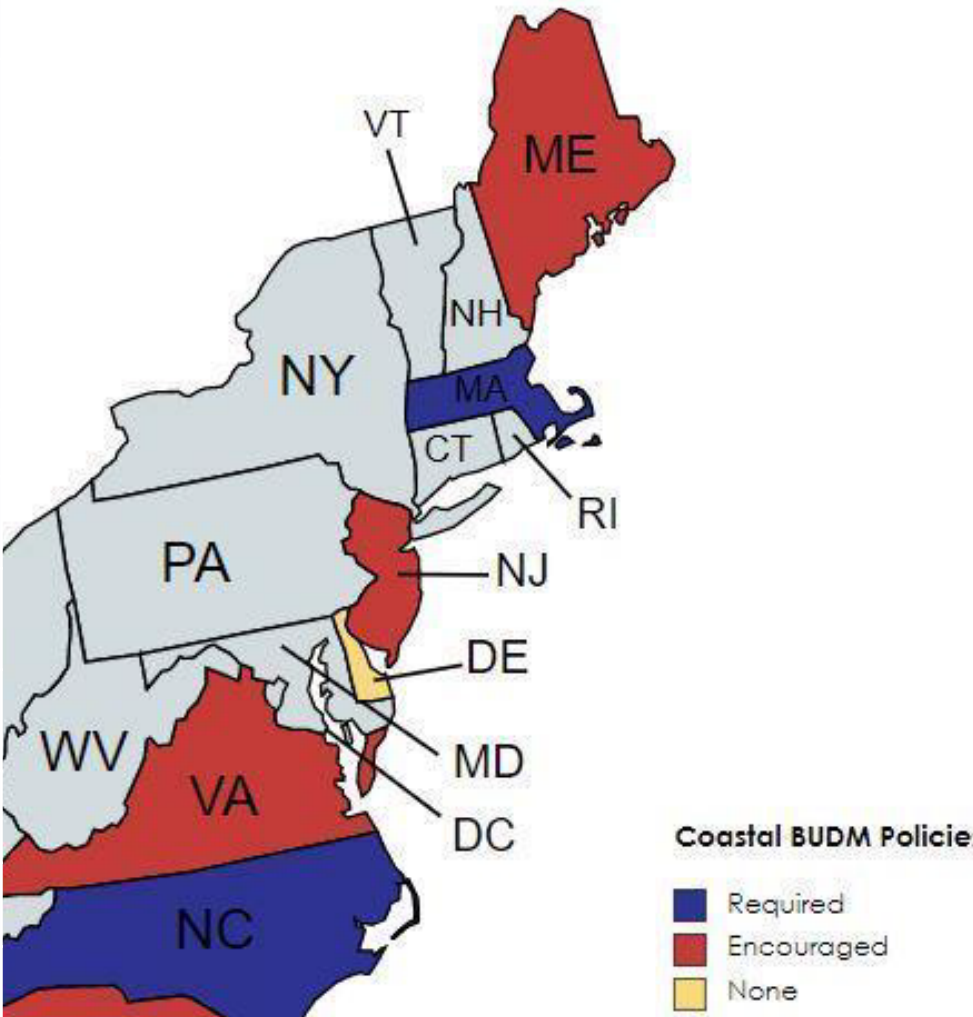 VT
ME
NH
NY
MA
CT
RI
PA
NJ
DE
WV
MD
VA
DC
NC
Coastal BUDM Policie
Required
Encouraged
None